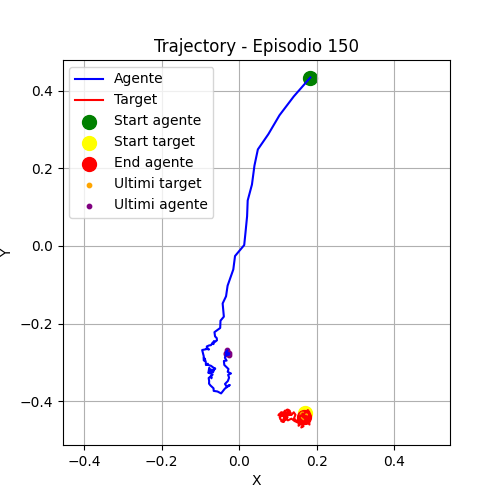 Trajectory - Episodio 150
Agente
Target
Start agente
Start target
End agente
Ultimi target
Ultimi agente
0.4
0.2
0.0
−0.2
−0.4
Y
−0.4
−0.2
0.0
0.2
0.4
X